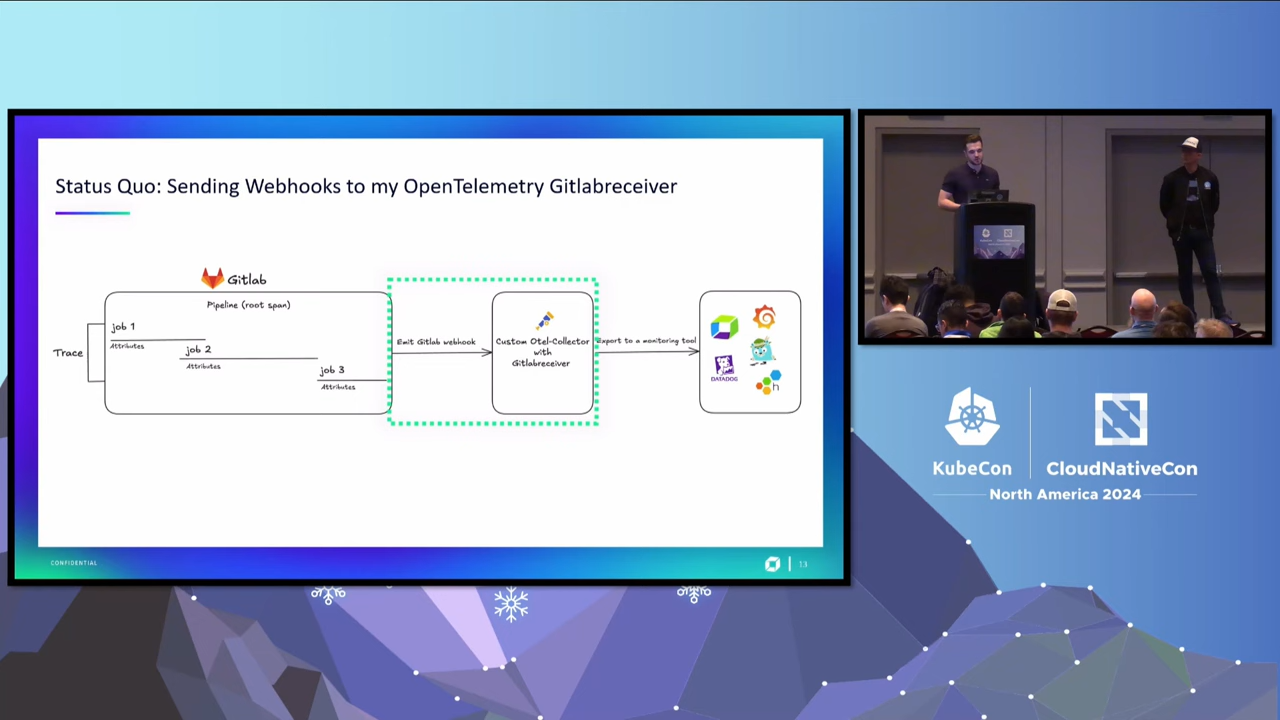 Status Quo: Sending Webhooks to my OpenTelemetry Gitlabreceiver
Gitlab
Pipeline (root span)
Trace
job 1
Attributes
job 2
Attributes
job 3
Attributes
Emit Gitlab webhook
Custom Otel-Collector
with
Gitlabreceiver
Export to a monitoring tool
DATADOG
h
CONFIDENTIAL
13
KubeCon
CloudNativeCon
North America 2024